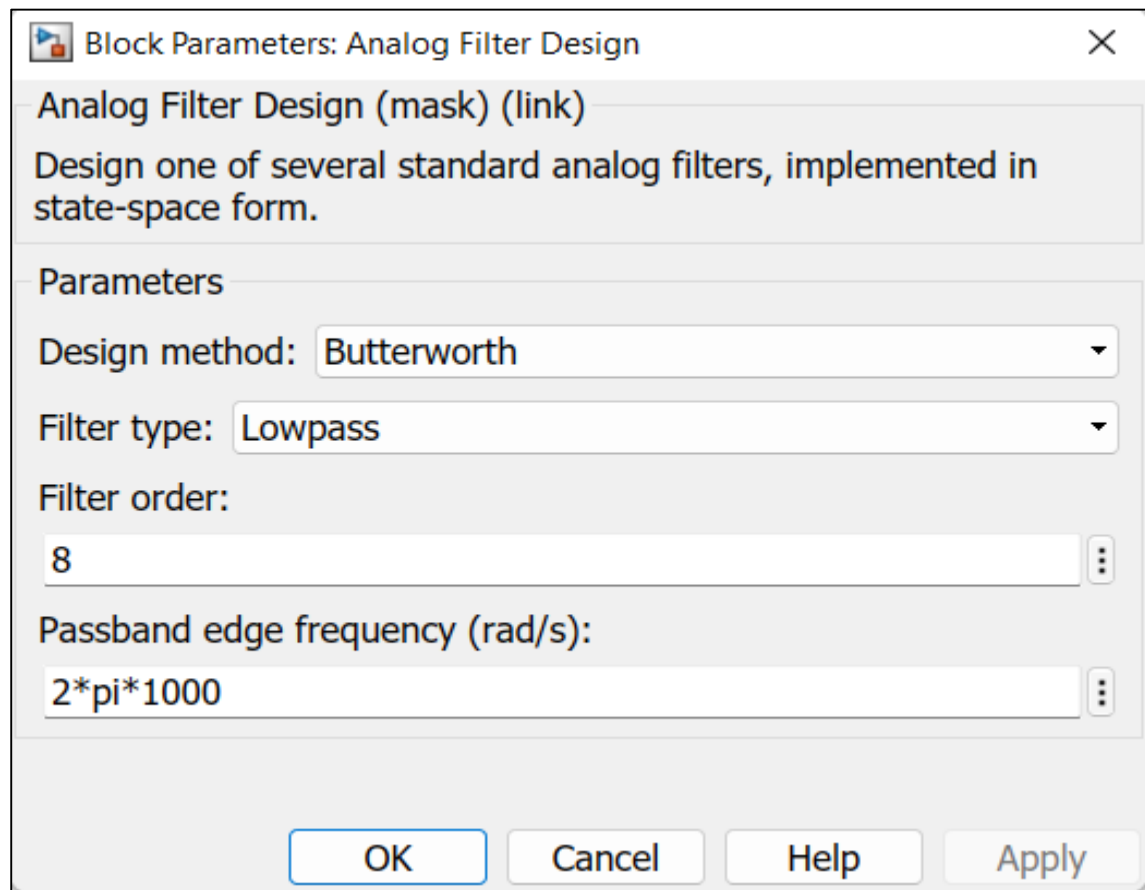 Block Parameters: Analog Filter Design
Analog Filter Design (mask) (link)
Design one of several standard analog filters, implemented in
state-space form.
Parameters
Design method: Butterworth
Filter type: Lowpass
Filter order:
8
Passband edge frequency (rad/s):
2*pi*1000
OK Cancel Help Apply